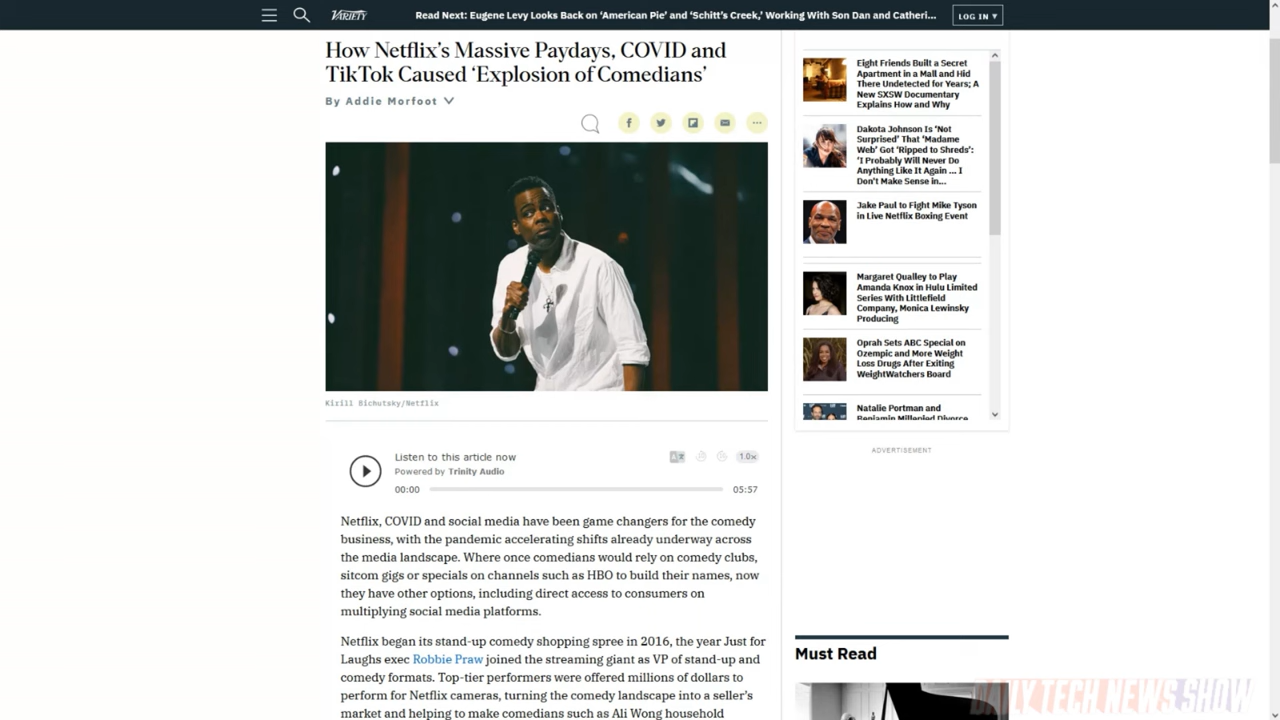 VARIETY
Read Next: Eugene Levy Looks Back on ‘American Pie’ and ‘Schitt’s Creek,’ Working With Son Dan and Catheri...
LOG IN ▾
How Netflix’s Massive Paydays, COVID and
TikTok Caused ‘Explosion of Comedians’
By Addie Morfoot
Kirill Bichutsky/Netflix
Listen to this article now
Powered by Trinity Audio
1.0x
00:00
05:57
Netflix, COVID and social media have been game changers for the comedy
business, with the pandemic accelerating shifts already underway across
the media landscape. Where once comedians would rely on comedy clubs,
sitcom gigs or specials on channels such as HBO to build their names, now
they have other options, including direct access to consumers on
multiplying social media platforms.
Netflix began its stand-up comedy shopping spree in 2016, the year Just for
Laughs exec Robbie Praw joined the streaming giant as VP of stand-up and
comedy formats. Top-tier performers were offered millions of dollars to
perform for Netflix cameras, turning the comedy landscape into a seller’s
market and helping to make comedians such as Ali Wong household
Eight Friends Built a Secret
Apartment in a Mall and Hid
There Undetected for Years; A
New SXSW Documentary
Explains How and Why
Dakota Johnson Is ‘Not
Surprised’ That ‘Madame
Web’ Got ‘Ripped to Shreds’:
‘I Probably Will Never Do
Anything Like It Again ... I
Don’t Make Sense in...
Jake Paul to Fight Mike Tyson
in Live Netflix Boxing Event
Margaret Qualley to Play
Amanda Knox in Hulu Limited
Series With Littlefield
Company, Monica Lewinsky
Producing
Oprah Sets ABC Special on
Ozempic and More Weight
Loss Drugs After Exiting
WeightWatchers Board
Natalie Portman and
Benjamin Millepied Divorce
ADVERTISEMENT
Must Read
DAILY TECH NEWS SHOW